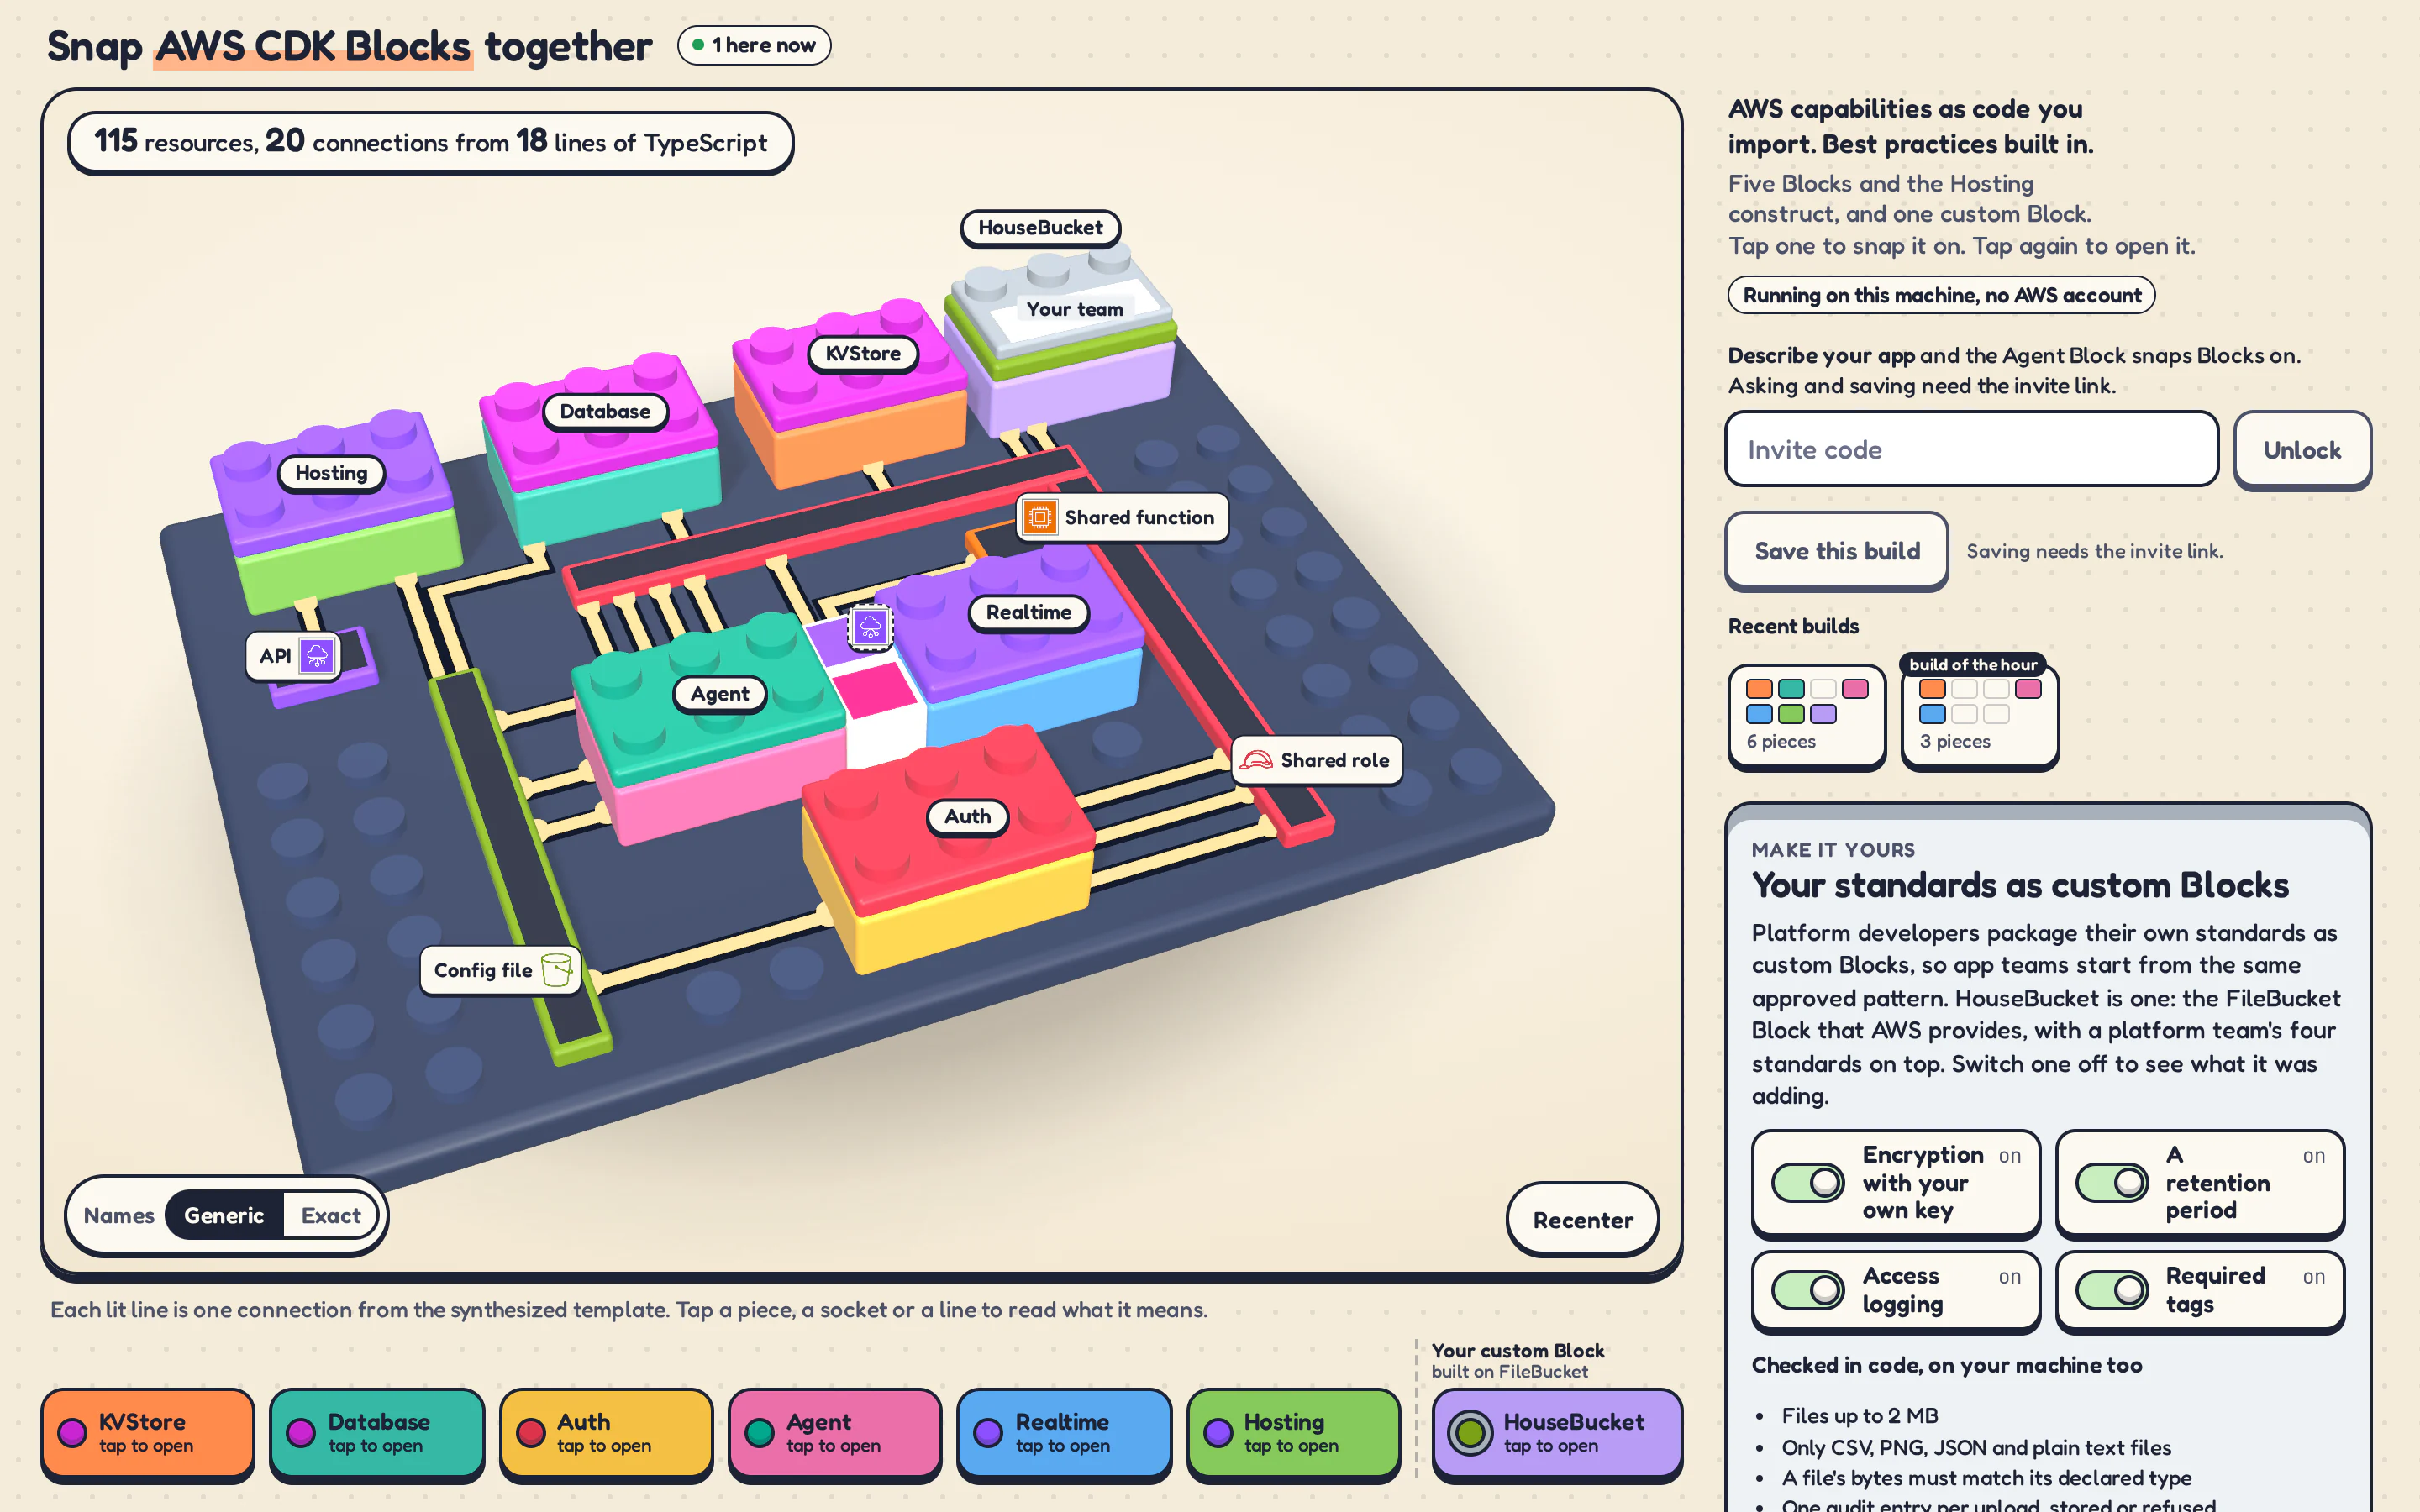 Snap AWS CDK Blocks together
1 here now
115 resources, 20 connections from 18 lines of TypeScript
HouseBucket
Your team
KVStore
Database
Hosting
Shared function
Realtime
API
Agent
Shared role
Auth
Config file
Names Generic Exact
Recenter
Each lit line is one connection from the synthesized template. Tap a piece, a socket or a line to read what it means.
Your custom Block
built on FileBucket
KVStore
tap to open
Database
tap to open
Auth
tap to open
Agent
tap to open
Realtime
tap to open
Hosting
tap to open
HouseBucket
tap to open
AWS capabilities as code you
import. Best practices built in.
Five Blocks and the Hosting
construct, and one custom Block.
Tap one to snap it on. Tap again to open it.
Running on this machine, no AWS account
Describe your app and the Agent Block snaps Blocks on.
Asking and saving need the invite link.
Invite code
Unlock
Save this build
Saving needs the invite link.
Recent builds
6 pieces
build of the hour
3 pieces
MAKE IT YOURS
Your standards as custom Blocks
Platform developers package their own standards as
custom Blocks, so app teams start from the same
approved pattern. HouseBucket is one: the FileBucket
Block that AWS provides, with a platform team's four
standards on top. Switch one off to see what it was
adding.
Encryption on
with your
own key
A on
retention
period
Access on
logging
Required on
tags
Checked in code, on your machine too
• Files up to 2 MB
• Only CSV, PNG, JSON and plain text files
• A file's bytes must match its declared type
• One audit entry per upload, stored or refused